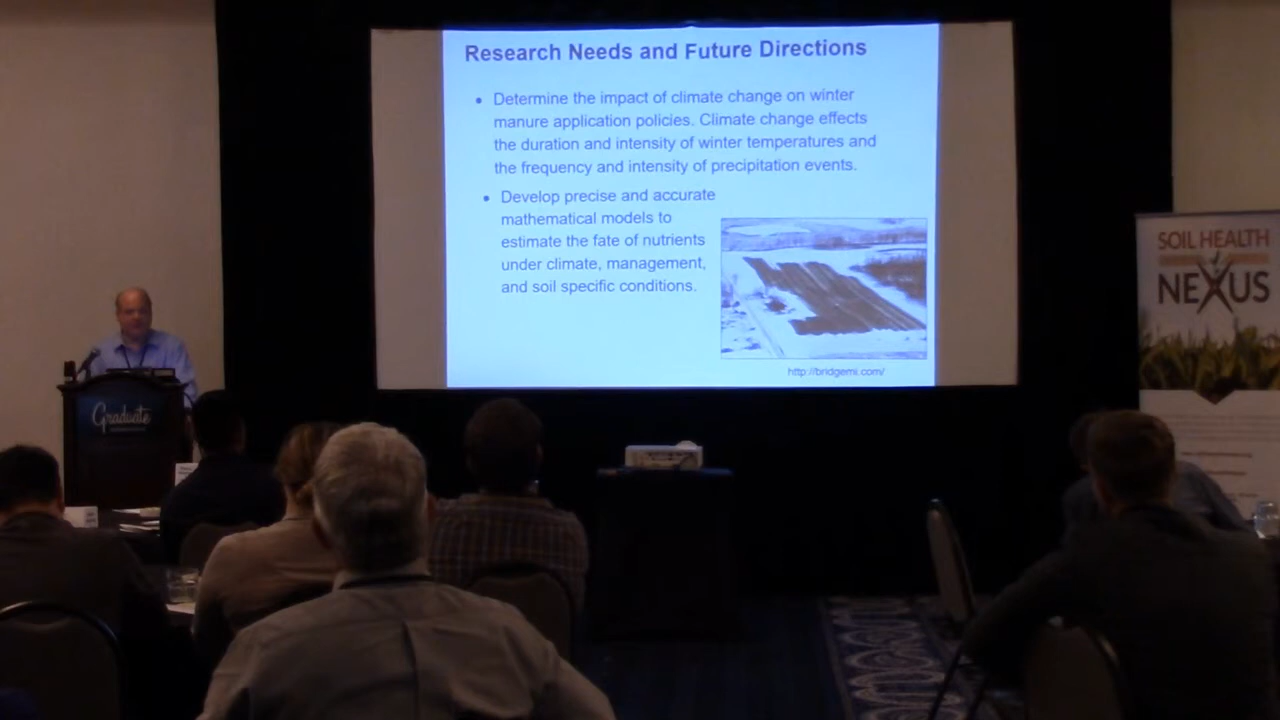 Research Needs and Future Directions
• Determine the impact of climate change on winter
manure application policies. Climate change effects
the duration and intensity of winter temperatures and
the frequency and intensity of precipitation events.
• Develop precise and accurate
mathematical models to
estimate the fate of nutrients
under climate, management,
and soil specific conditions.
http://bridgemi.com/
Graduate
SOIL HEALTH
NEXUS